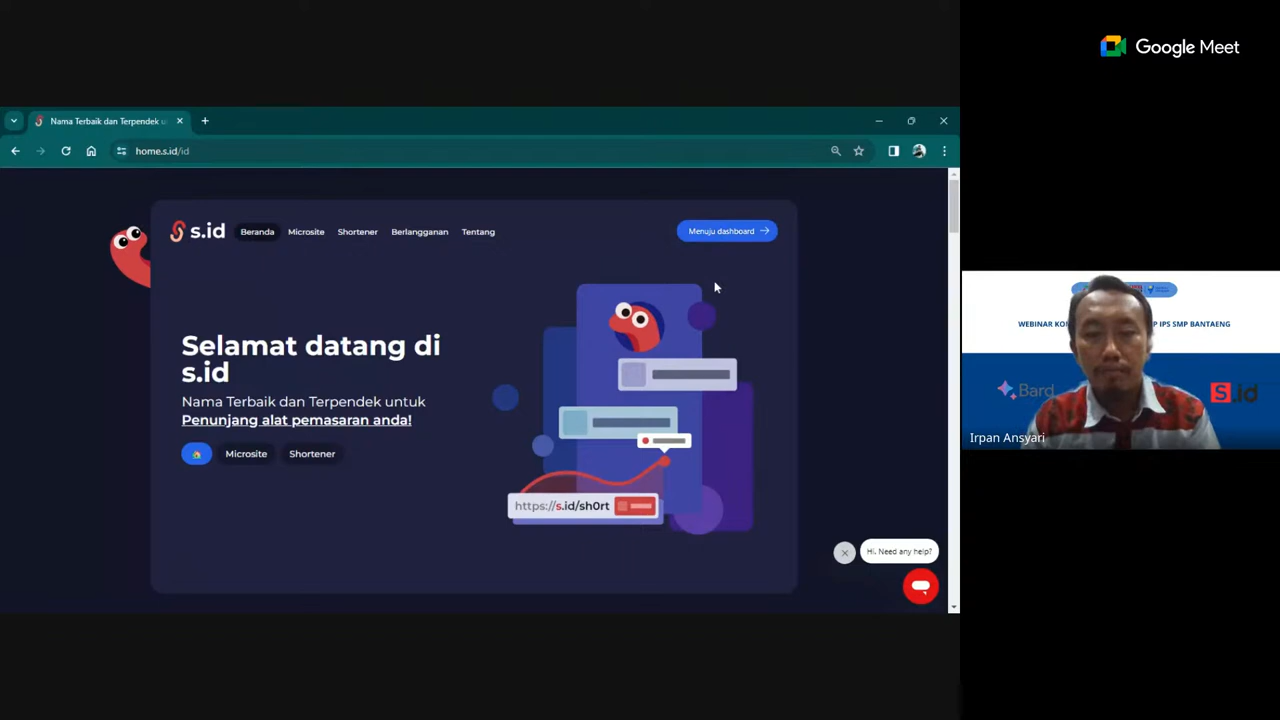 Google Meet
Nama Terbaik dan Terpendek u
home.s.id/id
s.id
Beranda
Microsite
Shortener
Berlangganan
Tentang
Menuju dashboard
Selamat datang di
s.id
Nama Terbaik dan Terpendek untuk
Penunjang alat pemasaran anda!
Microsite
Shortener
https://s.id/sh0rt
Hi. Need any help?
WEBINAR KO
P IPS SMP BANTAENG
Bard
s.id
Irpan Ansyari